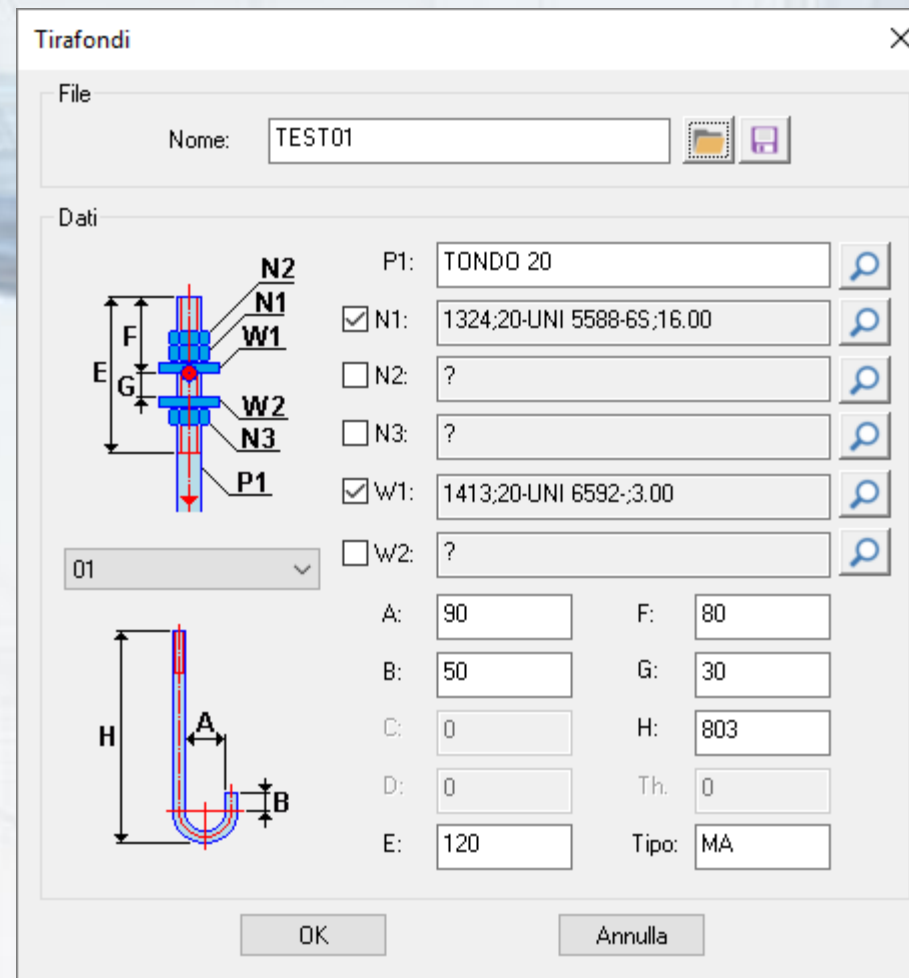 Tirafondi
File
Nome: TEST01
Dati
P1: TONDO 20
N1: 1324;20-UNI 5588-6S;16.00
N2: ?
N3: ?
W1: 1413;20-UNI 6592-;3.00
W2: ?
N2
N1
W1
F
E
G
W2
N3
P1
01
A: 90 F: 80
B: 50 G: 30
C: 0 H: 803
D: 0 Th. 0
E: 120 Tipo: MA
H
A
B
OK Annulla